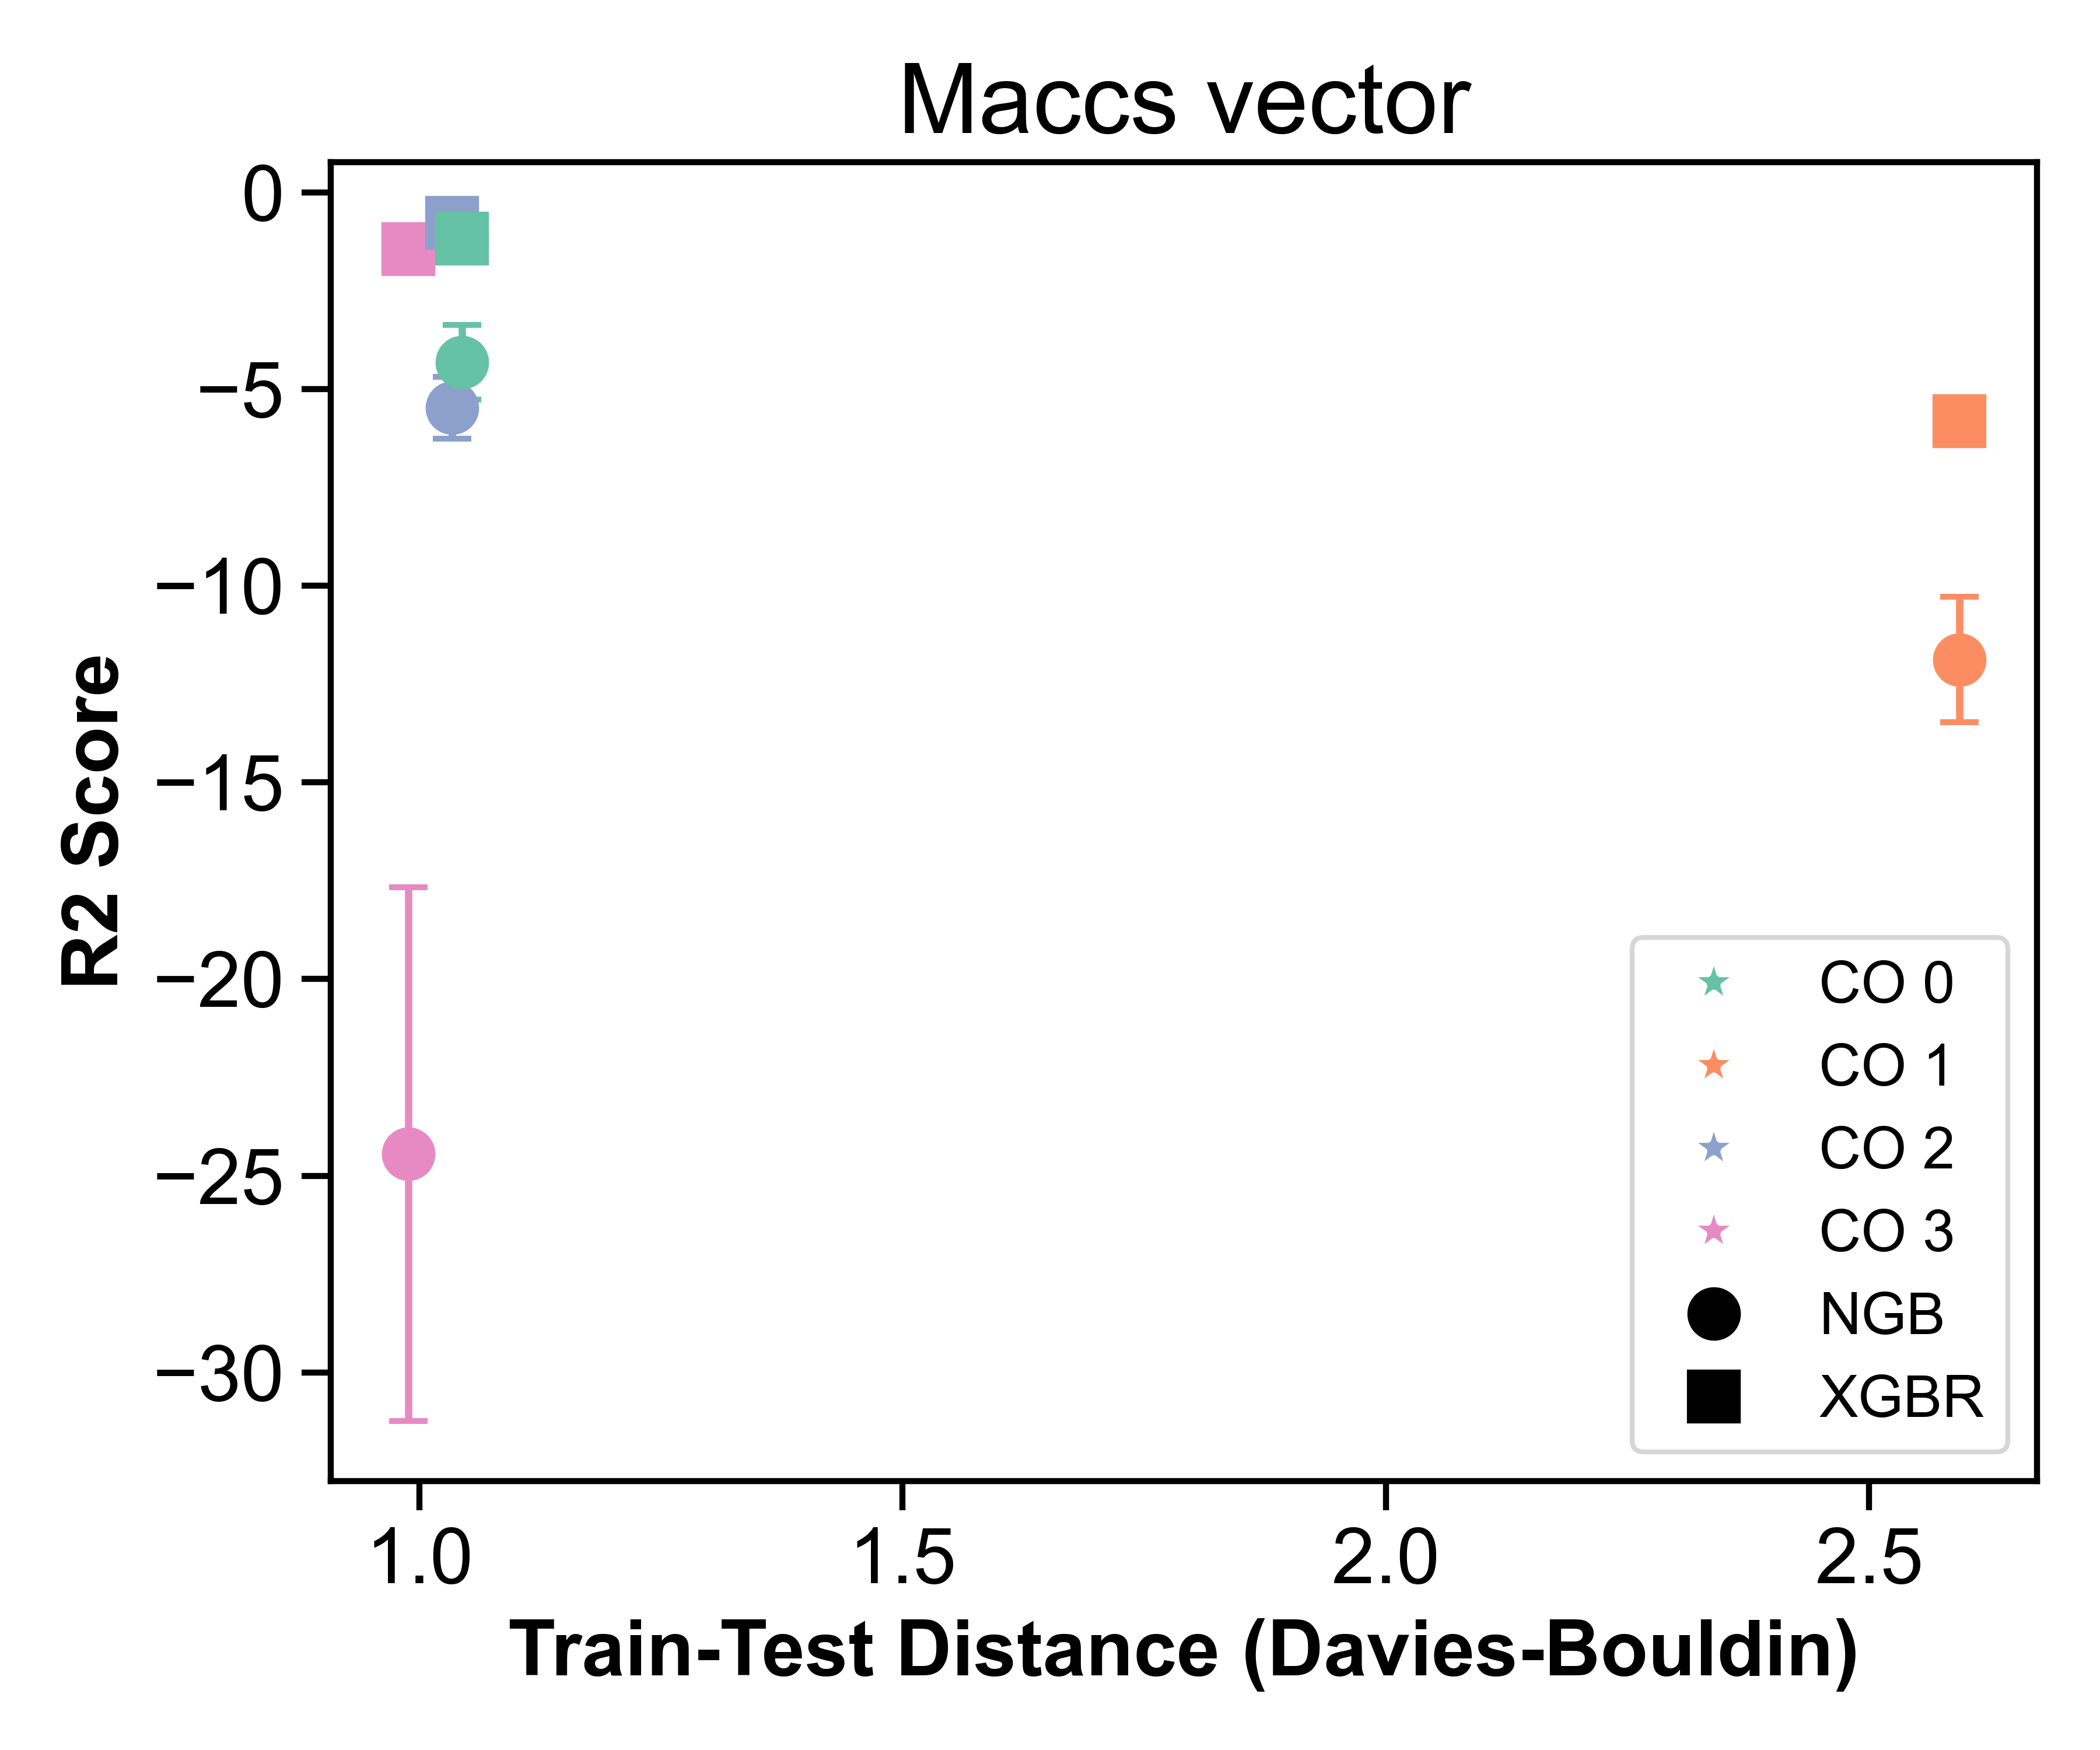 Maccs vector
0
−5
−10
−15
−20
−25
−30
R2 Score
CO 0
CO 1
CO 2
CO 3
NGB
XGBR
1.0 1.5 2.0 2.5
Train-Test Distance (Davies-Bouldin)